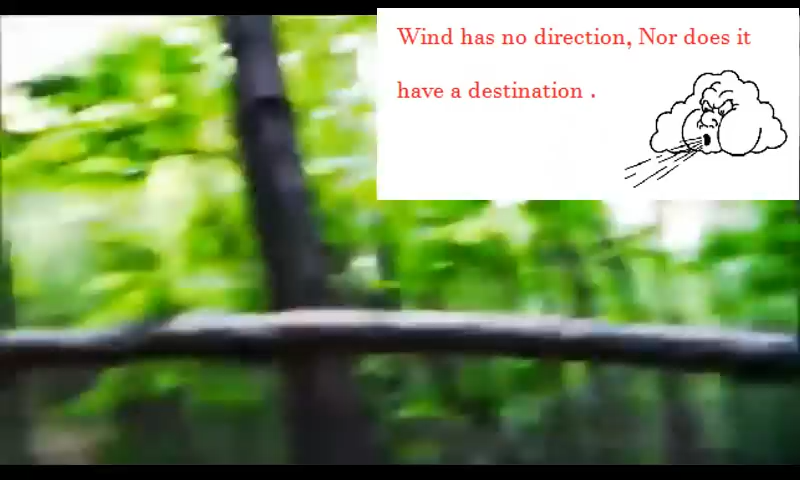 Wind has no direction, Nor does it
have a destination .